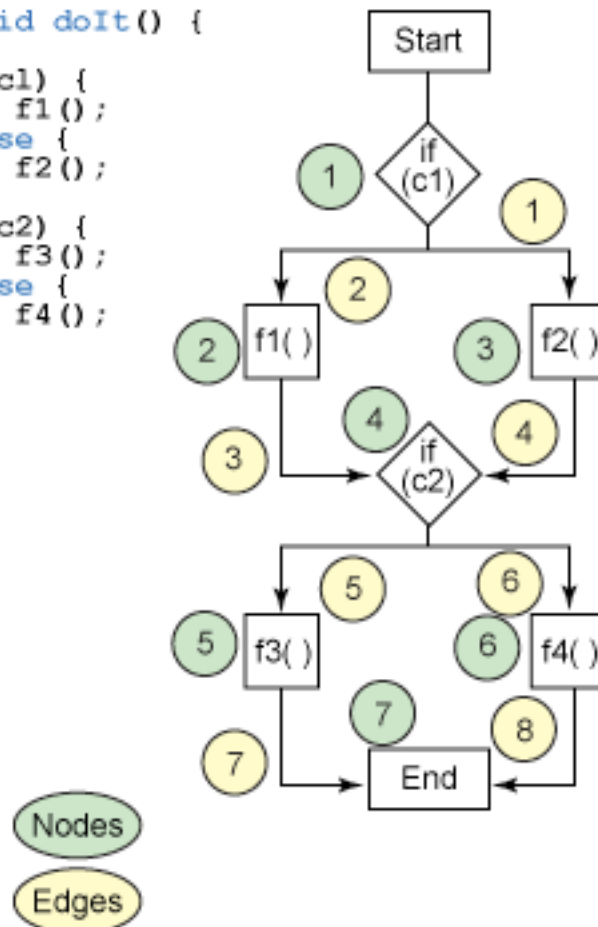 id doIt() {
c1) {
f1();
se {
f2();
c2) {
f3();
se {
f4();
Start
if
(c1)
1
1
2
f1( )
2
f2( )
3
4
3
4
if
(c2)
5
6
f3( )
5
f4( )
6
7
7
8
End
Nodes
Edges